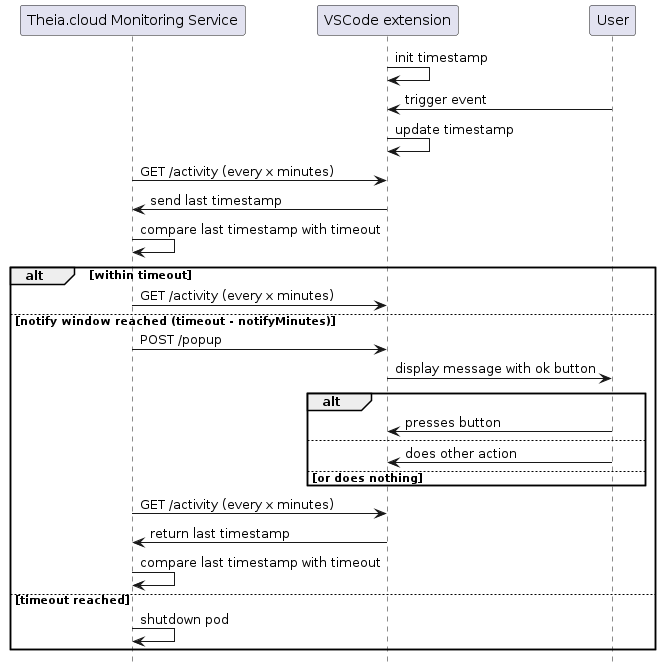 Theia.cloud Monitoring Service
VSCode extension
User
init timestamp
trigger event
update timestamp
GET /activity (every x minutes)
send last timestamp
compare last timestamp with timeout
alt
[within timeout]
GET /activity (every x minutes)
[notify window reached (timeout - notifyMinutes)]
POST /popup
display message with ok button
alt
presses button
does other action
[or does nothing]
GET /activity (every x minutes)
return last timestamp
compare last timestamp with timeout
[timeout reached]
shutdown pod